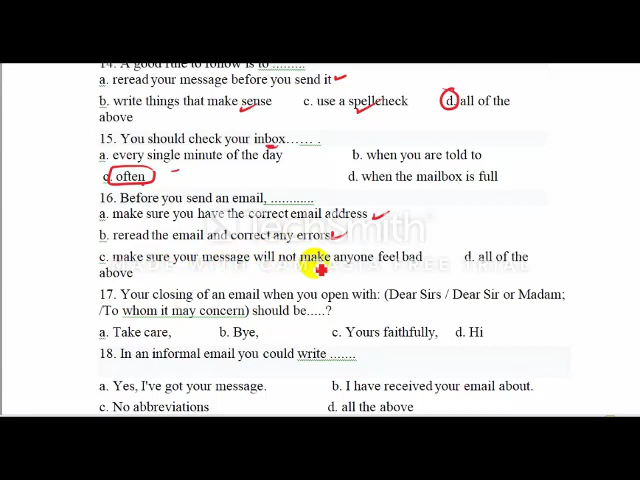 14. A good rule to follow is to .........
a. reread your message before you send it
b. write things that make sense c. use a spellcheck d. all of the
above
15. You should check your inbox...... .
a. every single minute of the day b. when you are told to
c. often d. when the mailbox is full
16. Before you send an email, ............
a. make sure you have the correct email address
b. reread the email and correct any errors
TechSmith
c. make sure your message will not make anyone feel bad d. all of the
MADE WITH CAMTASIA FREE TRIAL
above
17. Your closing of an email when you open with: (Dear Sirs / Dear Sir or Madam;
/To whom it may concern) should be.....?
a. Take care, b. Bye, c. Yours faithfully, d. Hi
18. In an informal email you could write .......
a. Yes, I've got your message. b. I have received your email about.
c. No abbreviations d. all the above